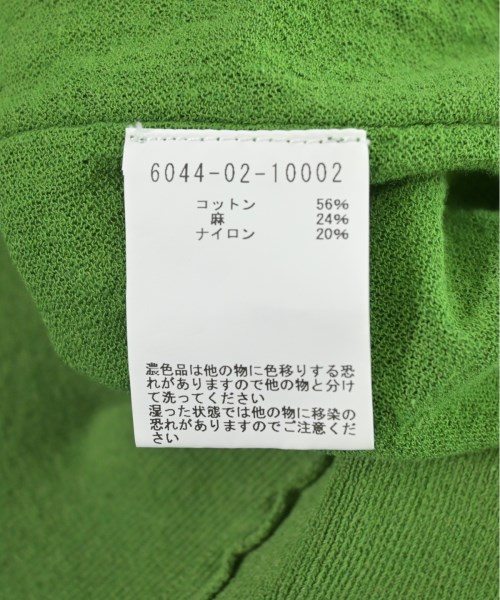 6044-02-10002
コットン 56%
麻 24%
ナイロン 20%
濃色品は他の物に色移りする恐
れがありますので他の物と分け
て洗ってください
湿った状態では他の物に移染の
恐れがありますのでご注意くだ
さい